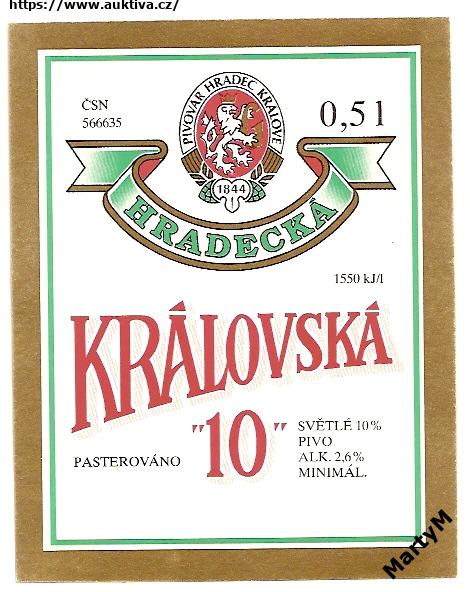 https://www.auktiva.cz/
ČSN
566635
PIVOVAR HRADEC KRÁLOVÉ
0,5 l
1844
HRADECKÁ
1550 kJ/l
KRÁLOVSKÁ
"10"
PASTEROVÁNO
SVĚTLÉ 10%
PIVO
ALK. 2,6%
MINIMÁL.
MartyM